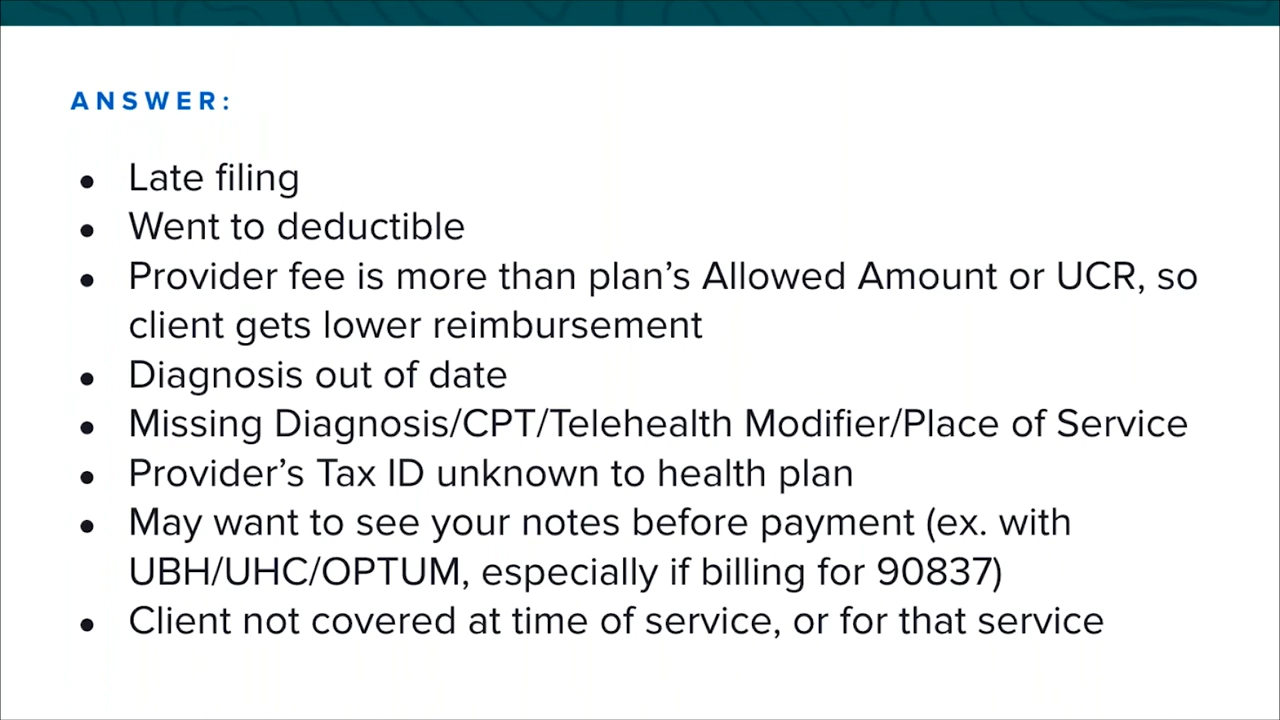 ANSWER:
● Late filing
● Went to deductible
● Provider fee is more than plan’s Allowed Amount or UCR, so
client gets lower reimbursement
● Diagnosis out of date
● Missing Diagnosis/CPT/Telehealth Modifier/Place of Service
● Provider’s Tax ID unknown to health plan
● May want to see your notes before payment (ex. with
UBH/UHC/OPTUM, especially if billing for 90837)
● Client not covered at time of service, or for that service